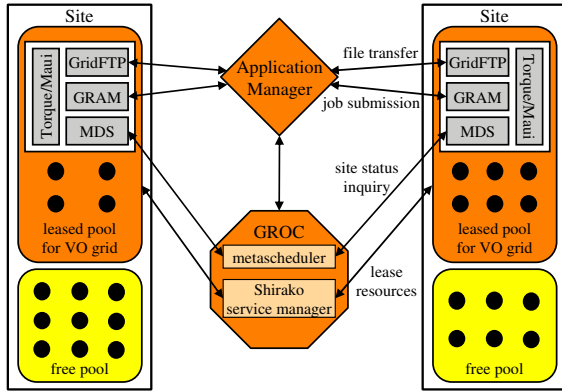 Site
Torque/Maui
GridFTP
GRAM
MDS
leased pool
for VO grid
free pool
Application
Manager
file transfer
job submission
site status
inquiry
GROC
metascheduler
Shirako
service manager
lease
resources
Site
GridFTP
GRAM
MDS
Torque/Maui
leased pool
for VO grid
free pool